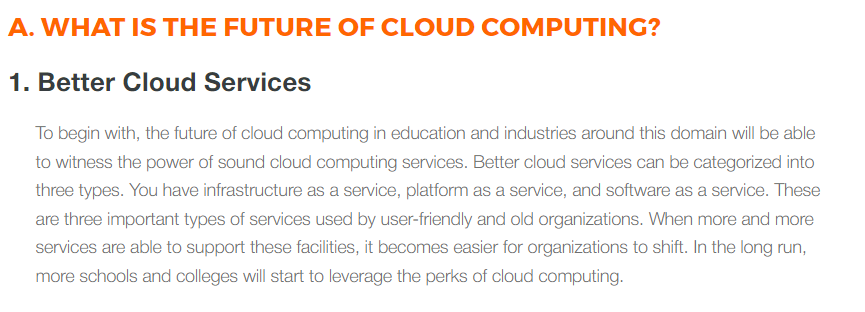 A. WHAT IS THE FUTURE OF CLOUD COMPUTING?
1. Better Cloud Services
To begin with, the future of cloud computing in education and industries around this domain will be able
to witness the power of sound cloud computing services. Better cloud services can be categorized into
three types. You have infrastructure as a service, platform as a service, and software as a service. These
are three important types of services used by user-friendly and old organizations. When more and more
services are able to support these facilities, it becomes easier for organizations to shift. In the long run,
more schools and colleges will start to leverage the perks of cloud computing.